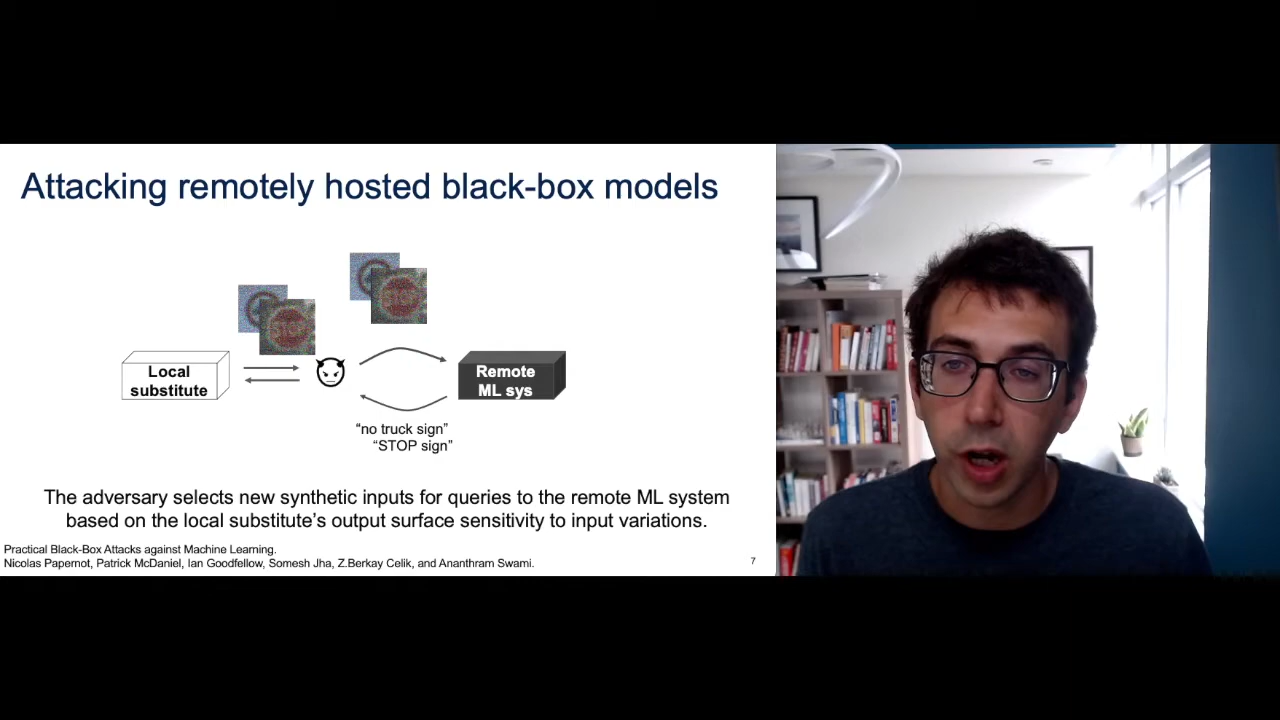 Attacking remotely hosted black-box models
Local
substitute
Remote
ML sys
“no truck sign”
“STOP sign”
The adversary selects new synthetic inputs for queries to the remote ML system
based on the local substitute’s output surface sensitivity to input variations.
Practical Black-Box Attacks against Machine Learning.
Nicolas Papernot, Patrick McDaniel, Ian Goodfellow, Somesh Jha, Z.Berkay Celik, and Ananthram Swami.
7